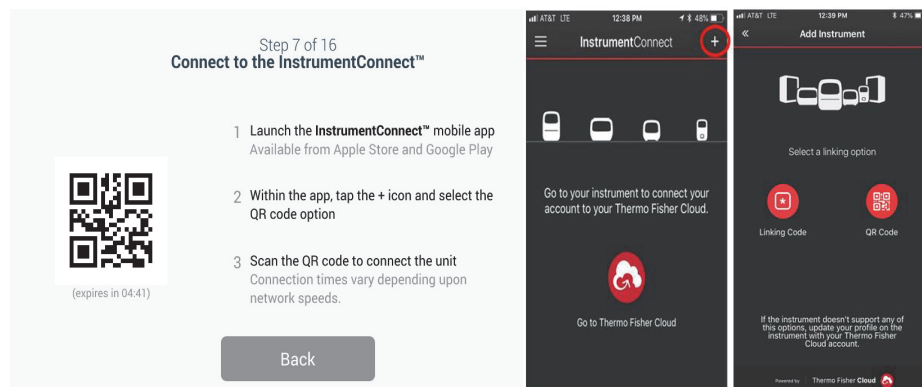 Step 7 of 16
Connect to the InstrumentConnect™
1 Launch the InstrumentConnect™ mobile app
Available from Apple Store and Google Play
2 Within the app, tap the + icon and select the
QR code option
3 Scan the QR code to connect the unit
Connection times vary depending upon
network speeds.
(expires in 04:41)
Back
AT&T LTE 12:38 PM 48%
InstrumentConnect +
Go to your instrument to connect your
account to your Thermo Fisher Cloud.
Go to Thermo Fisher Cloud
AT&T LTE 12:39 PM 47%
« Add Instrument
Select a linking option
Linking Code QR Code
If the instrument doesn't support any of
this options, update your profile on the
instrument with your Thermo Fisher
Cloud account.
Powered by Thermo Fisher Cloud